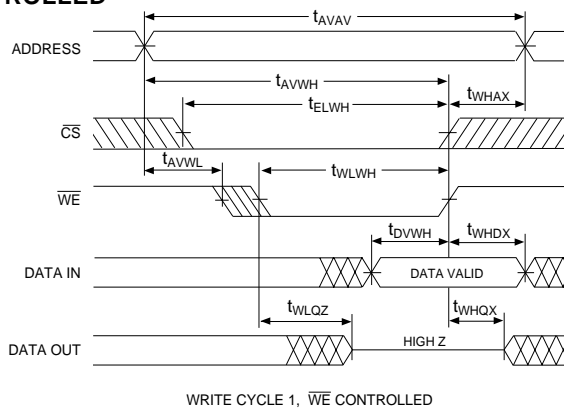 ROLLED
tAVAV
ADDRESS
tAVWH
tELWH
tWHAX
CS
tAVWL
tWLWH
WE
tDVWH
tWHDX
DATA IN
DATA VALID
tWLQZ
tWHQX
DATA OUT
HIGH Z
WRITE CYCLE 1, WE CONTROLLED